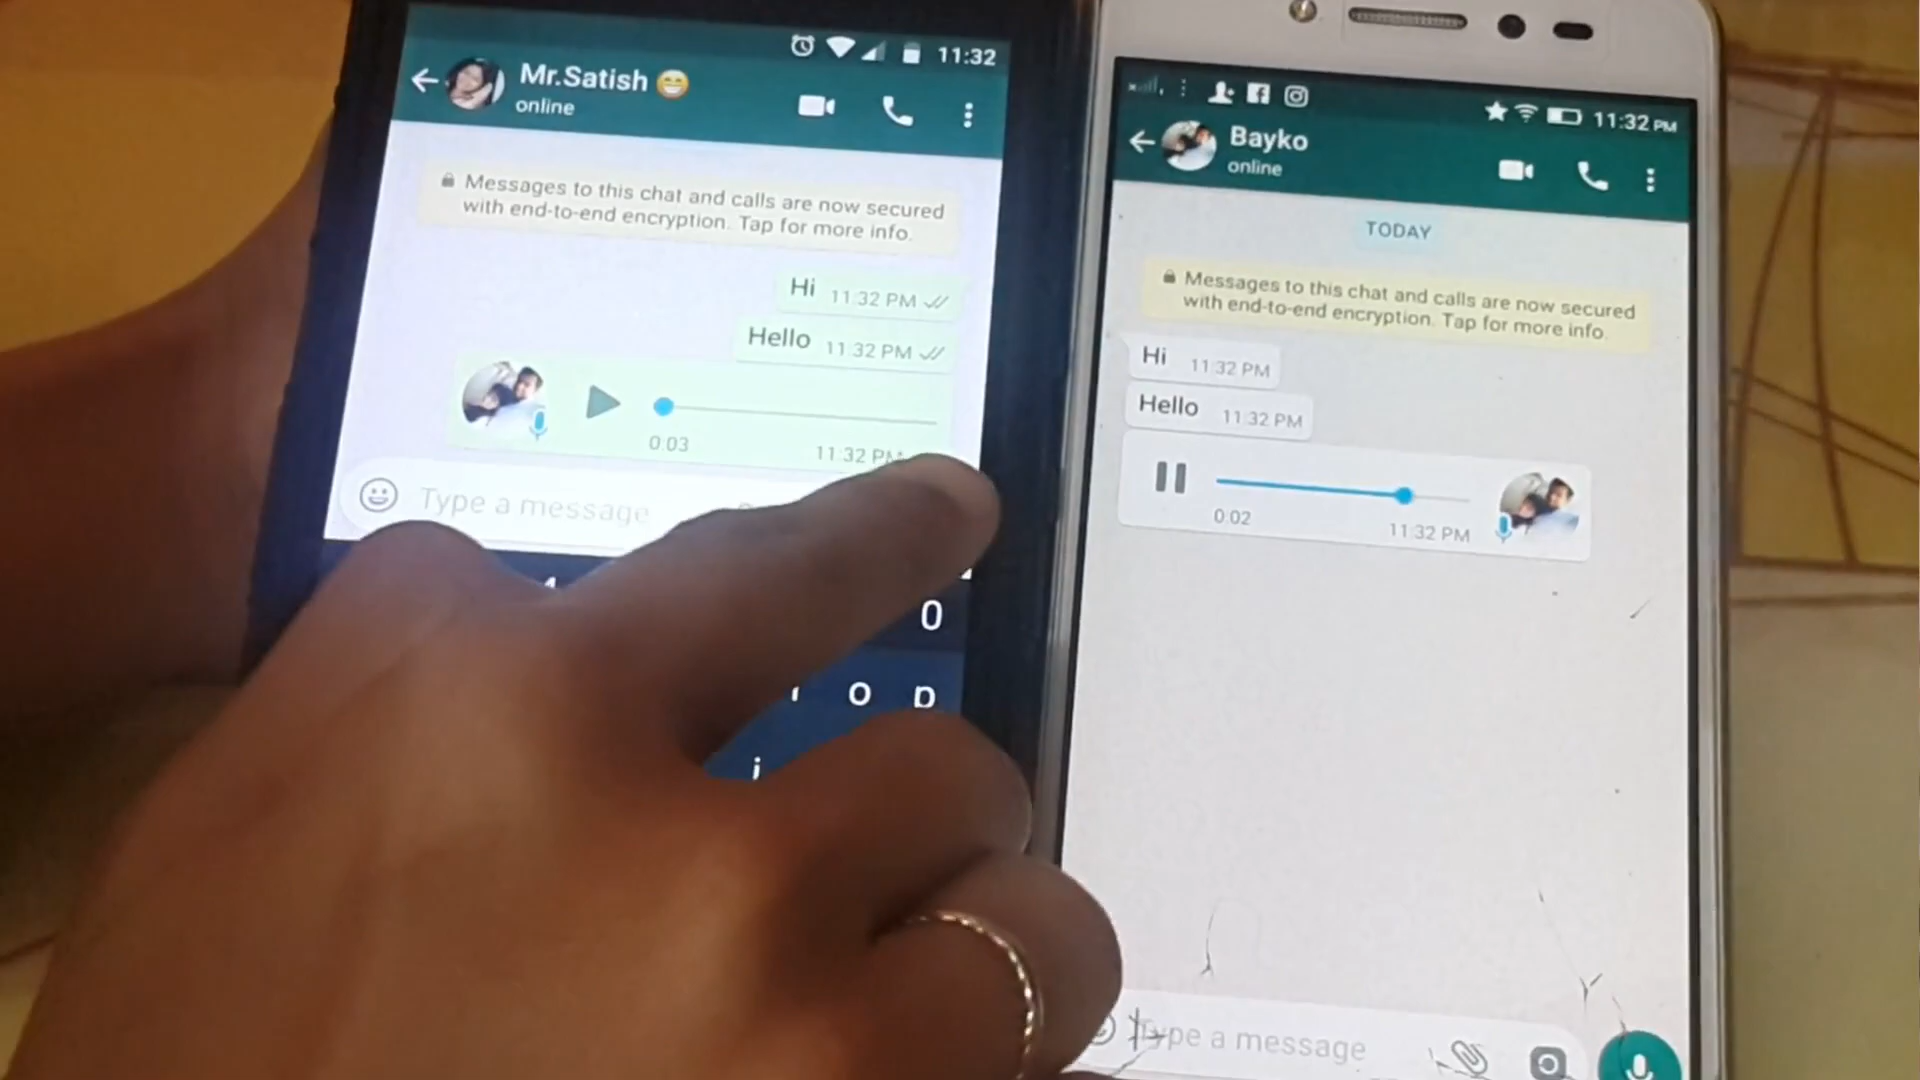 11:32
Mr.Satish 😁
online
Messages to this chat and calls are now secured
with end-to-end encryption. Tap for more info.
Hi 11:32 PM
Hello 11:32 PM
0:03 11:32 PM
Type a message
0
o p
i
11:32 PM
Bayko
online
TODAY
Messages to this chat and calls are now secured
with end-to-end encryption. Tap for more info.
Hi 11:32 PM
Hello 11:32 PM
0:02 11:32 PM
Type a message